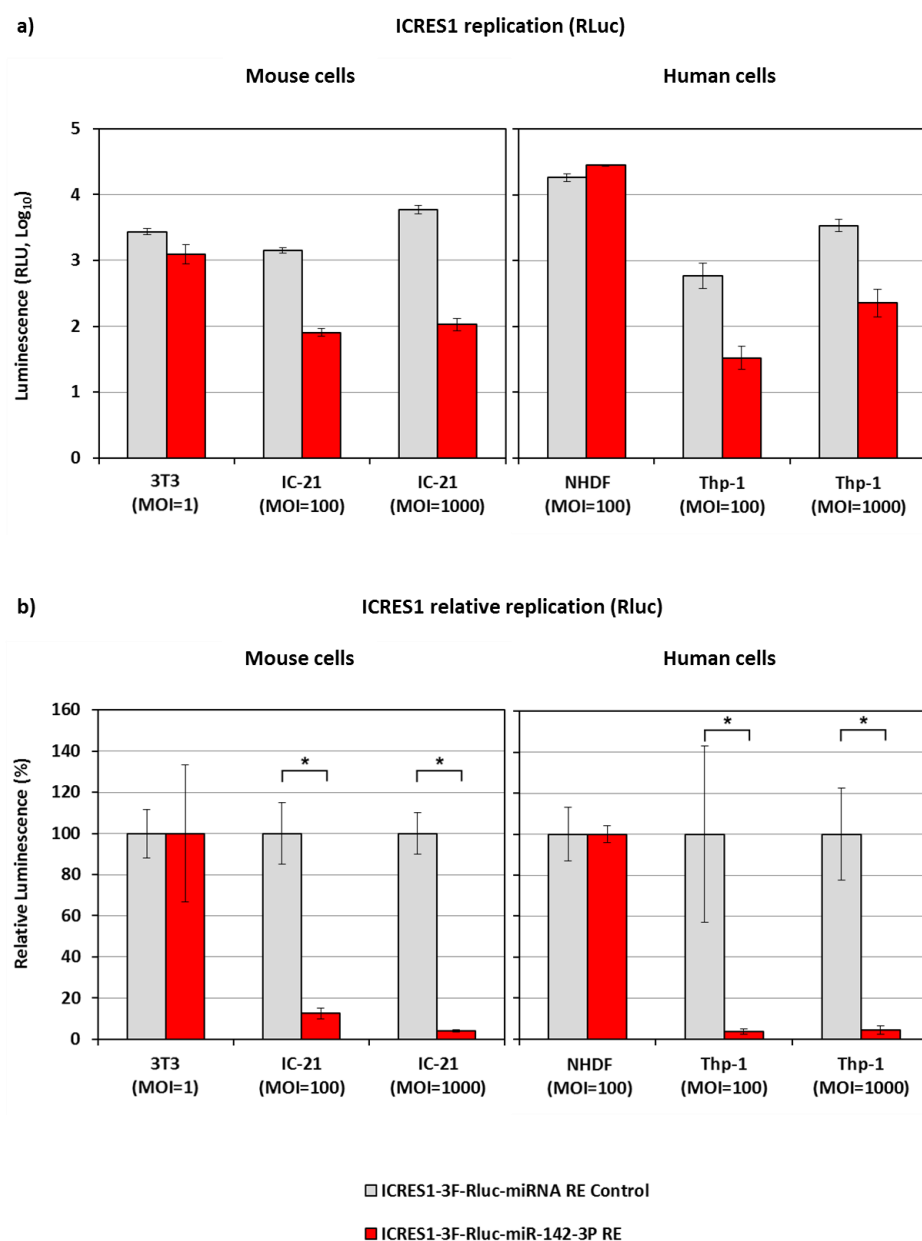 a)
ICRES1 replication (RLuc)
Mouse cells
Human cells
Luminescence (RLU, Log10)
5
4
3
2
1
0
3T3
(MOI=1)
IC-21
(MOI=100)
IC-21
(MOI=1000)
NHDF
(MOI=100)
Thp-1
(MOI=100)
Thp-1
(MOI=1000)
b)
ICRES1 relative replication (Rluc)
Mouse cells
Human cells
Relative Luminescence (%)
160
140
120
100
80
60
40
20
0
*
*
*
*
3T3
(MOI=1)
IC-21
(MOI=100)
IC-21
(MOI=1000)
NHDF
(MOI=100)
Thp-1
(MOI=100)
Thp-1
(MOI=1000)
ICRES1-3F-Rluc-miRNA RE Control
ICRES1-3F-Rluc-miR-142-3P RE